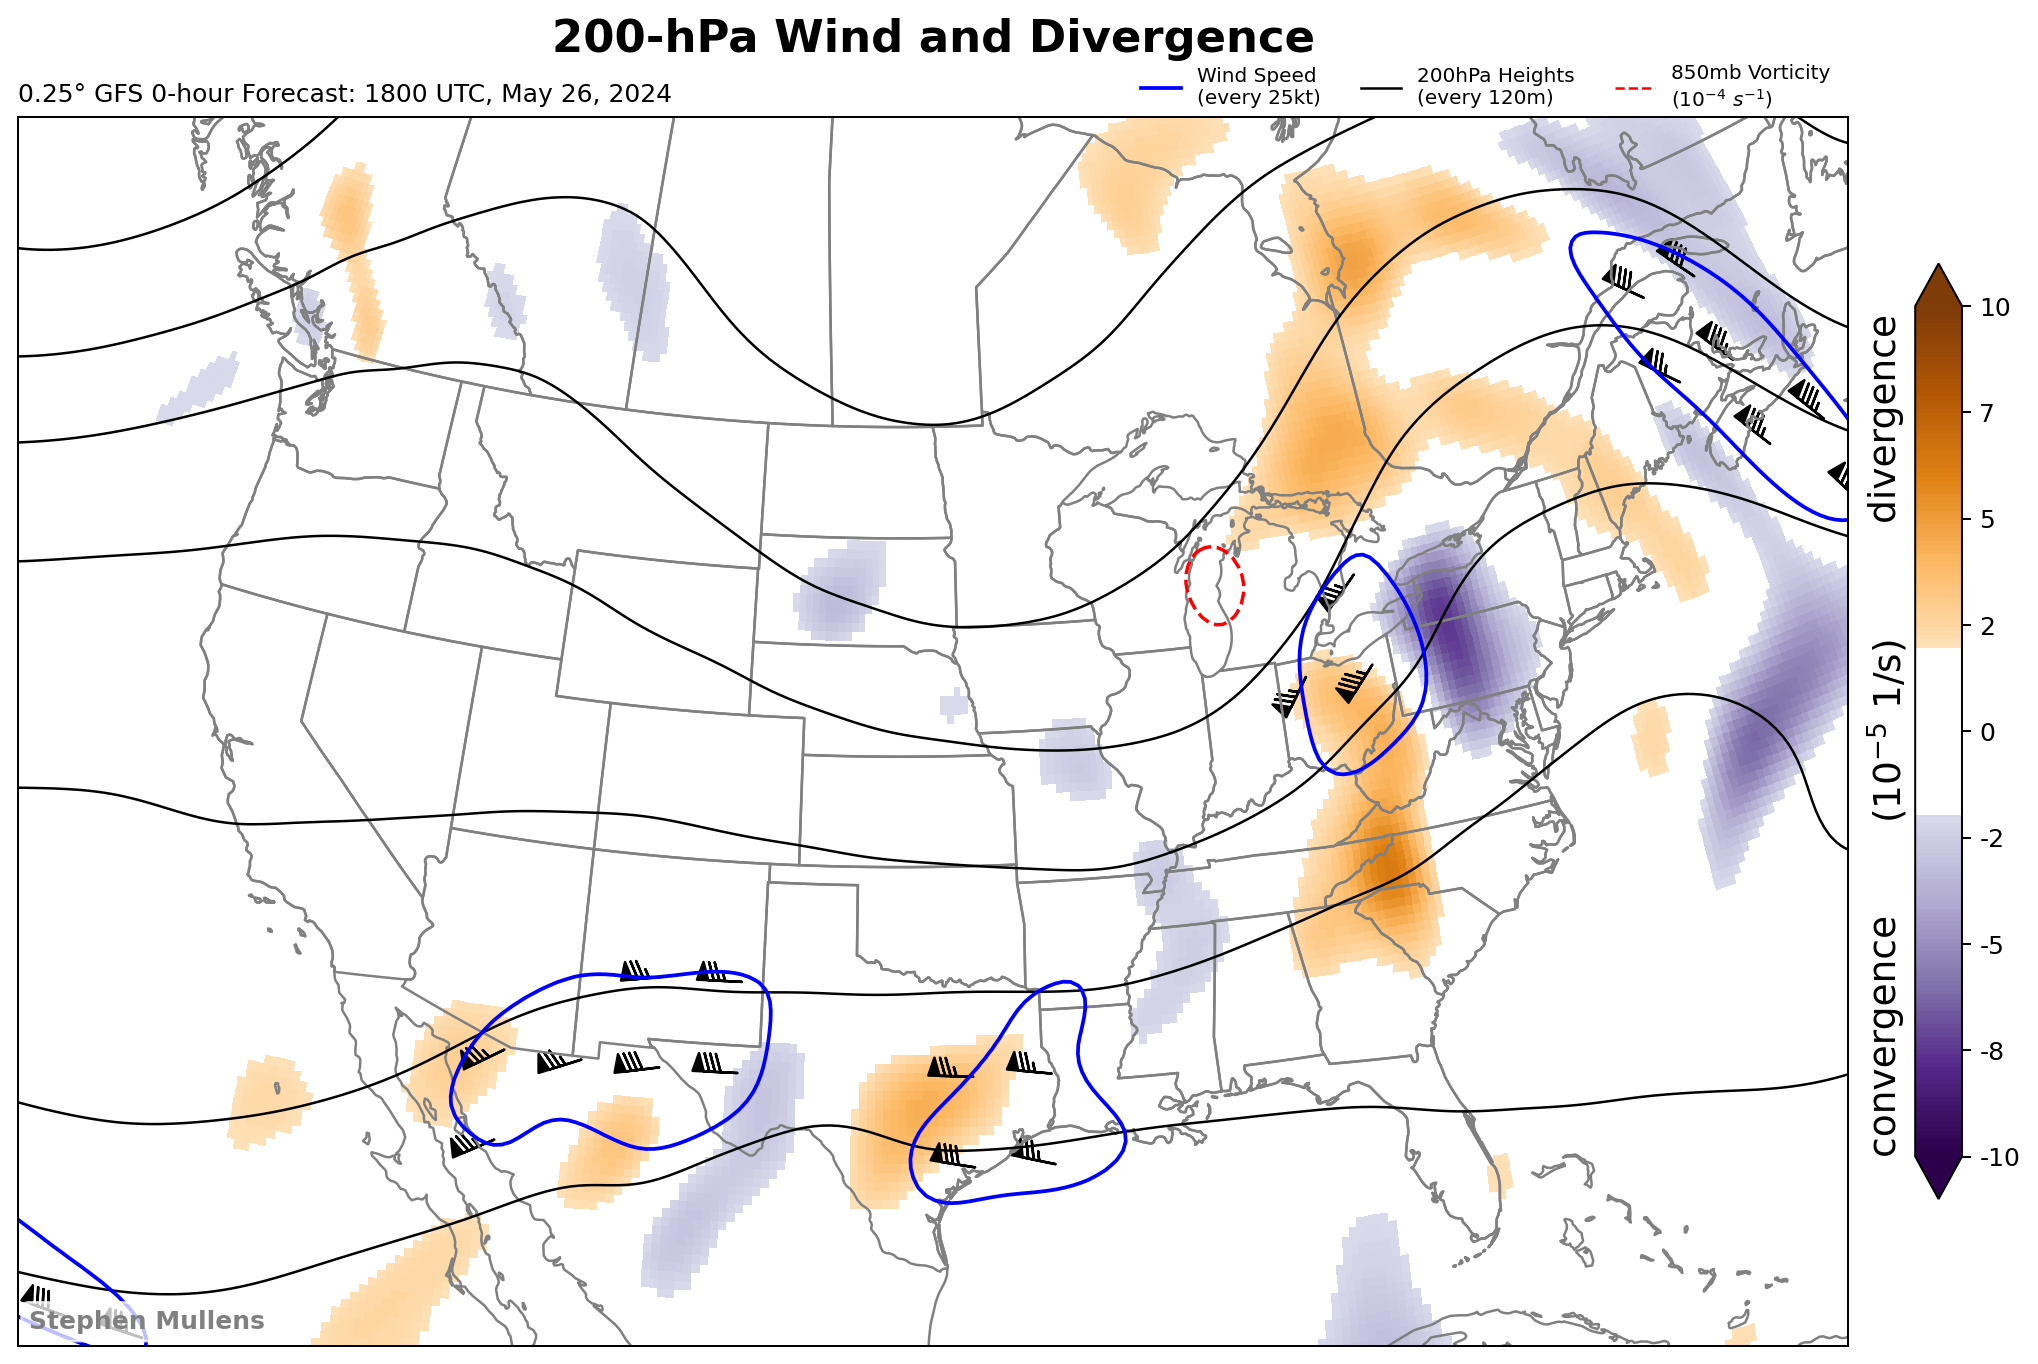 200-hPa Wind and Divergence
0.25° GFS 0-hour Forecast: 1800 UTC, May 26, 2024
Wind Speed
(every 25kt)
200hPa Heights
(every 120m)
850mb Vorticity
(10⁻⁴ s⁻¹)
10
7
5
2
0
-2
-5
-8
-10
convergence (10⁻⁵ 1/s) divergence
Stephen Mullens